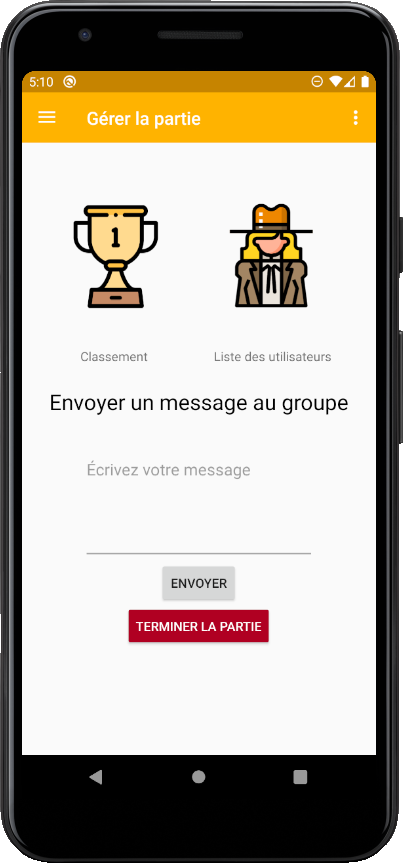 5:10
Gérer la partie
1
Classement
Liste des utilisateurs
Envoyer un message au groupe
Écrivez votre message
ENVOYER
TERMINER LA PARTIE